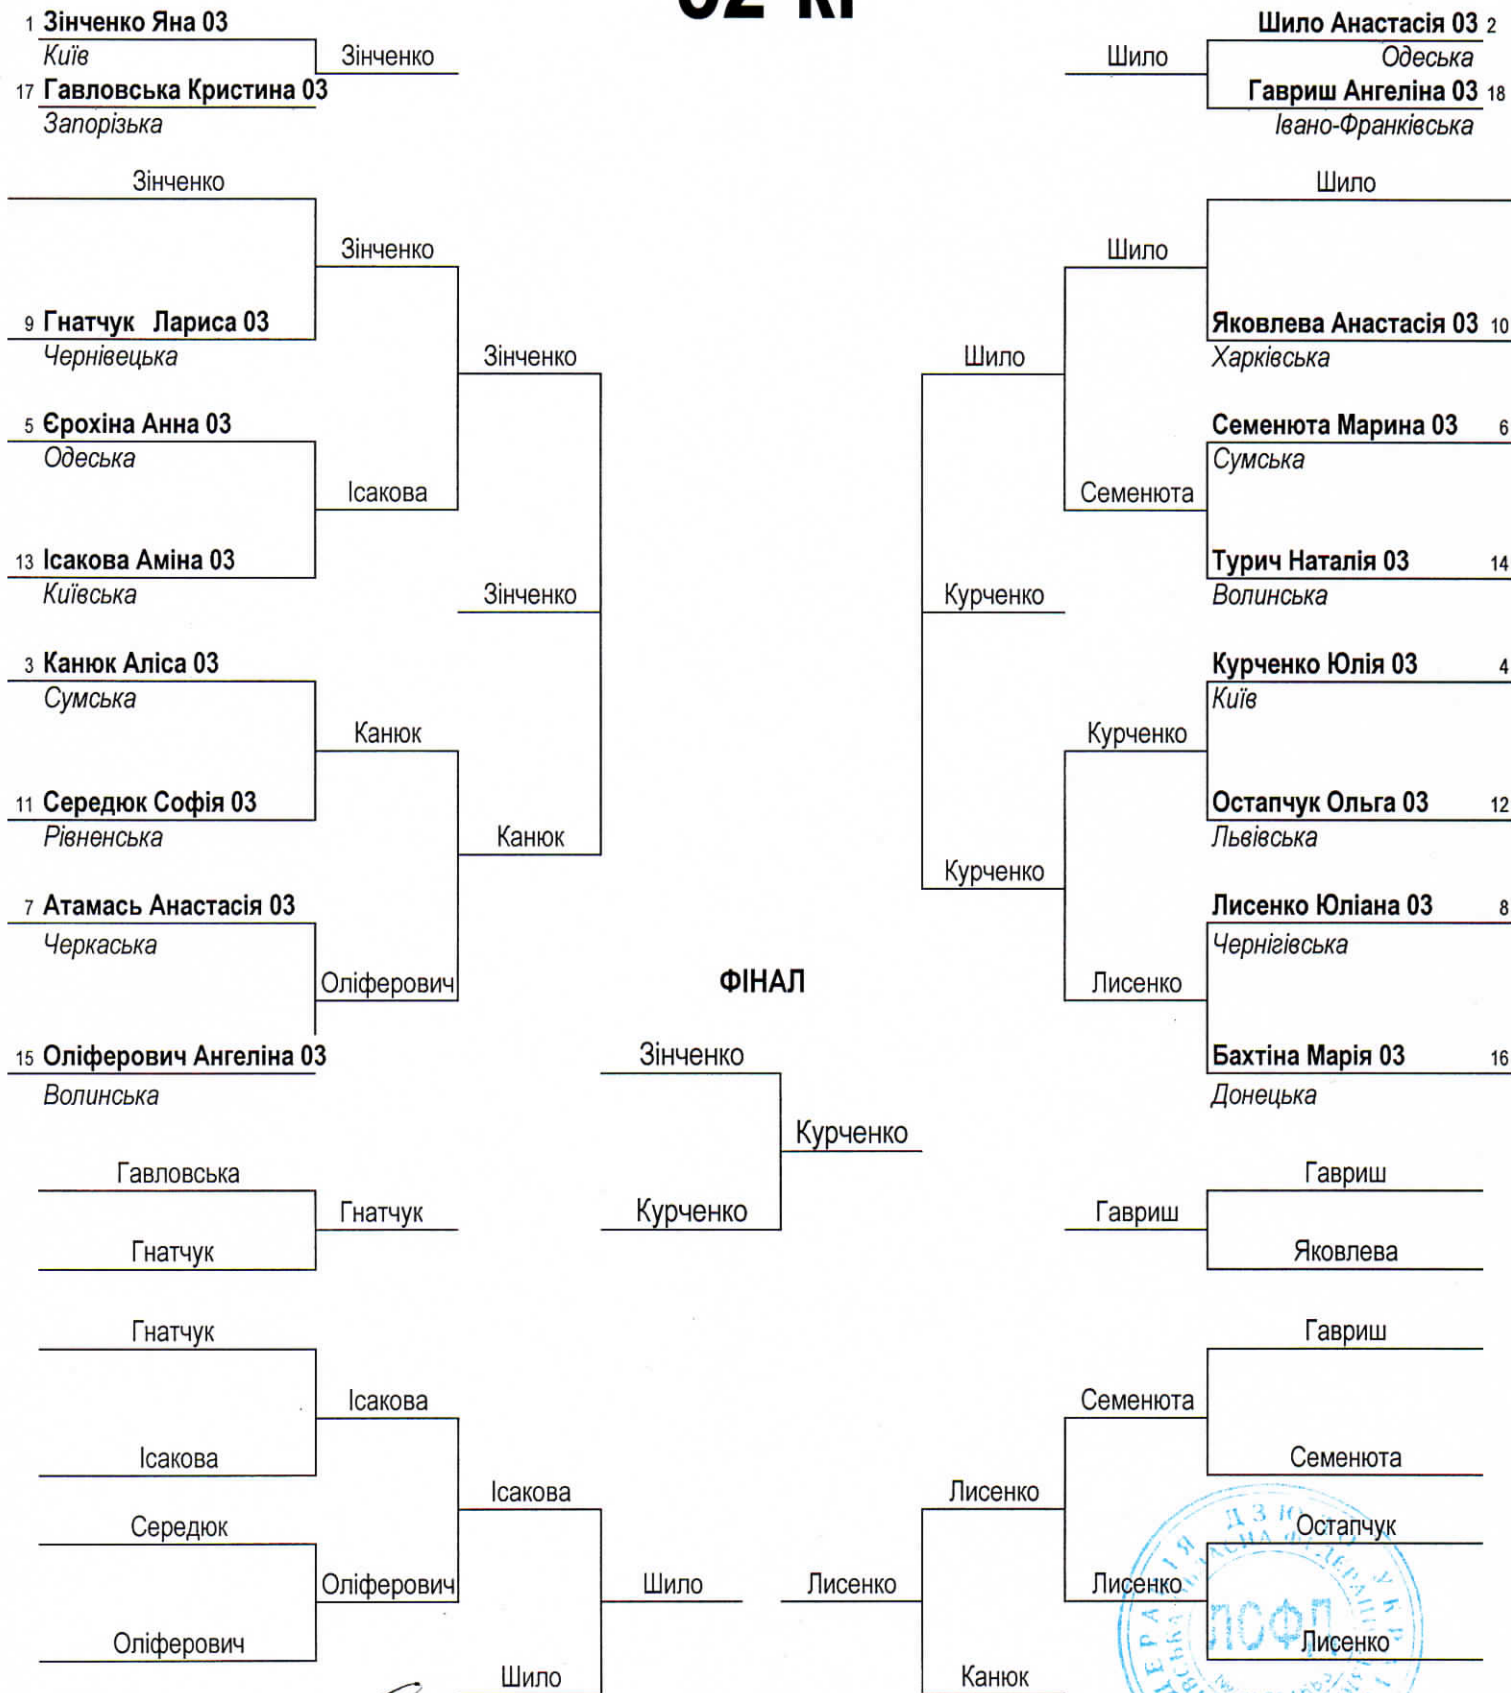 1 Зінченко Яна 03
Київ
Зінченко
17 Гавловська Кристина 03
Запорізька
Шило Анастасія 03 2
Одеська
Шило
Гавриш Ангеліна 03 18
Івано-Франківська
Зінченко
Зінченко
9 Гнатчук Лариса 03
Чернівецька
Зінченко
5 Єрохіна Анна 03
Одеська
Ісакова
13 Ісакова Аміна 03
Київська
Зінченко
3 Канюк Аліса 03
Сумська
Канюк
11 Середюк Софія 03
Рівненська
Канюк
7 Атамась Анастасія 03
Черкаська
Оліферович
15 Оліферович Ангеліна 03
Волинська
Шило
Шило
Яковлева Анастасія 03 10
Харківська
Шило
Семенюта Марина 03 6
Сумська
Семенюта
Турич Наталія 03 14
Волинська
Курченко
Курченко Юлія 03 4
Київ
Курченко
Остапчук Ольга 03 12
Львівська
Курченко
Лисенко Юліана 03 8
Чернігівська
Лисенко
Бахтіна Марія 03 16
Донецька
ФІНАЛ
Зінченко
Курченко
Курченко
Гавловська
Гнатчук
Гнатчук
Гавриш
Гавриш
Яковлева
Гнатчук
Ісакова
Ісакова
Ісакова
Середюк
Оліферович
Оліферович
Шило
Шило
Гавриш
Семенюта
Семенюта
Лисенко
Остапчук
Лисенко
Лисенко
Лисенко
Канюк
ЛОФД